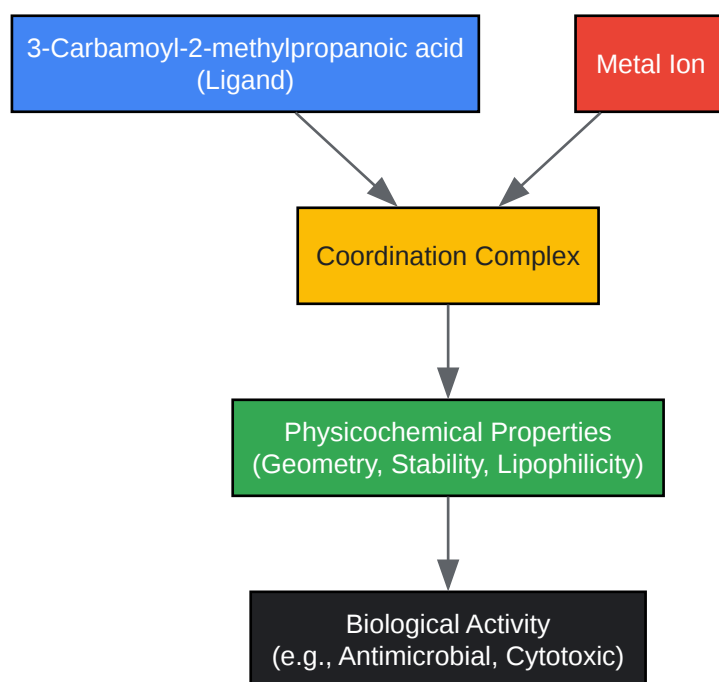 3-Carbamoyl-2-methylpropanoic acid
(Ligand)
Metal Ion
Coordination Complex
Physicochemical Properties
(Geometry, Stability, Lipophilicity)
Biological Activity
(e.g., Antimicrobial, Cytotoxic)